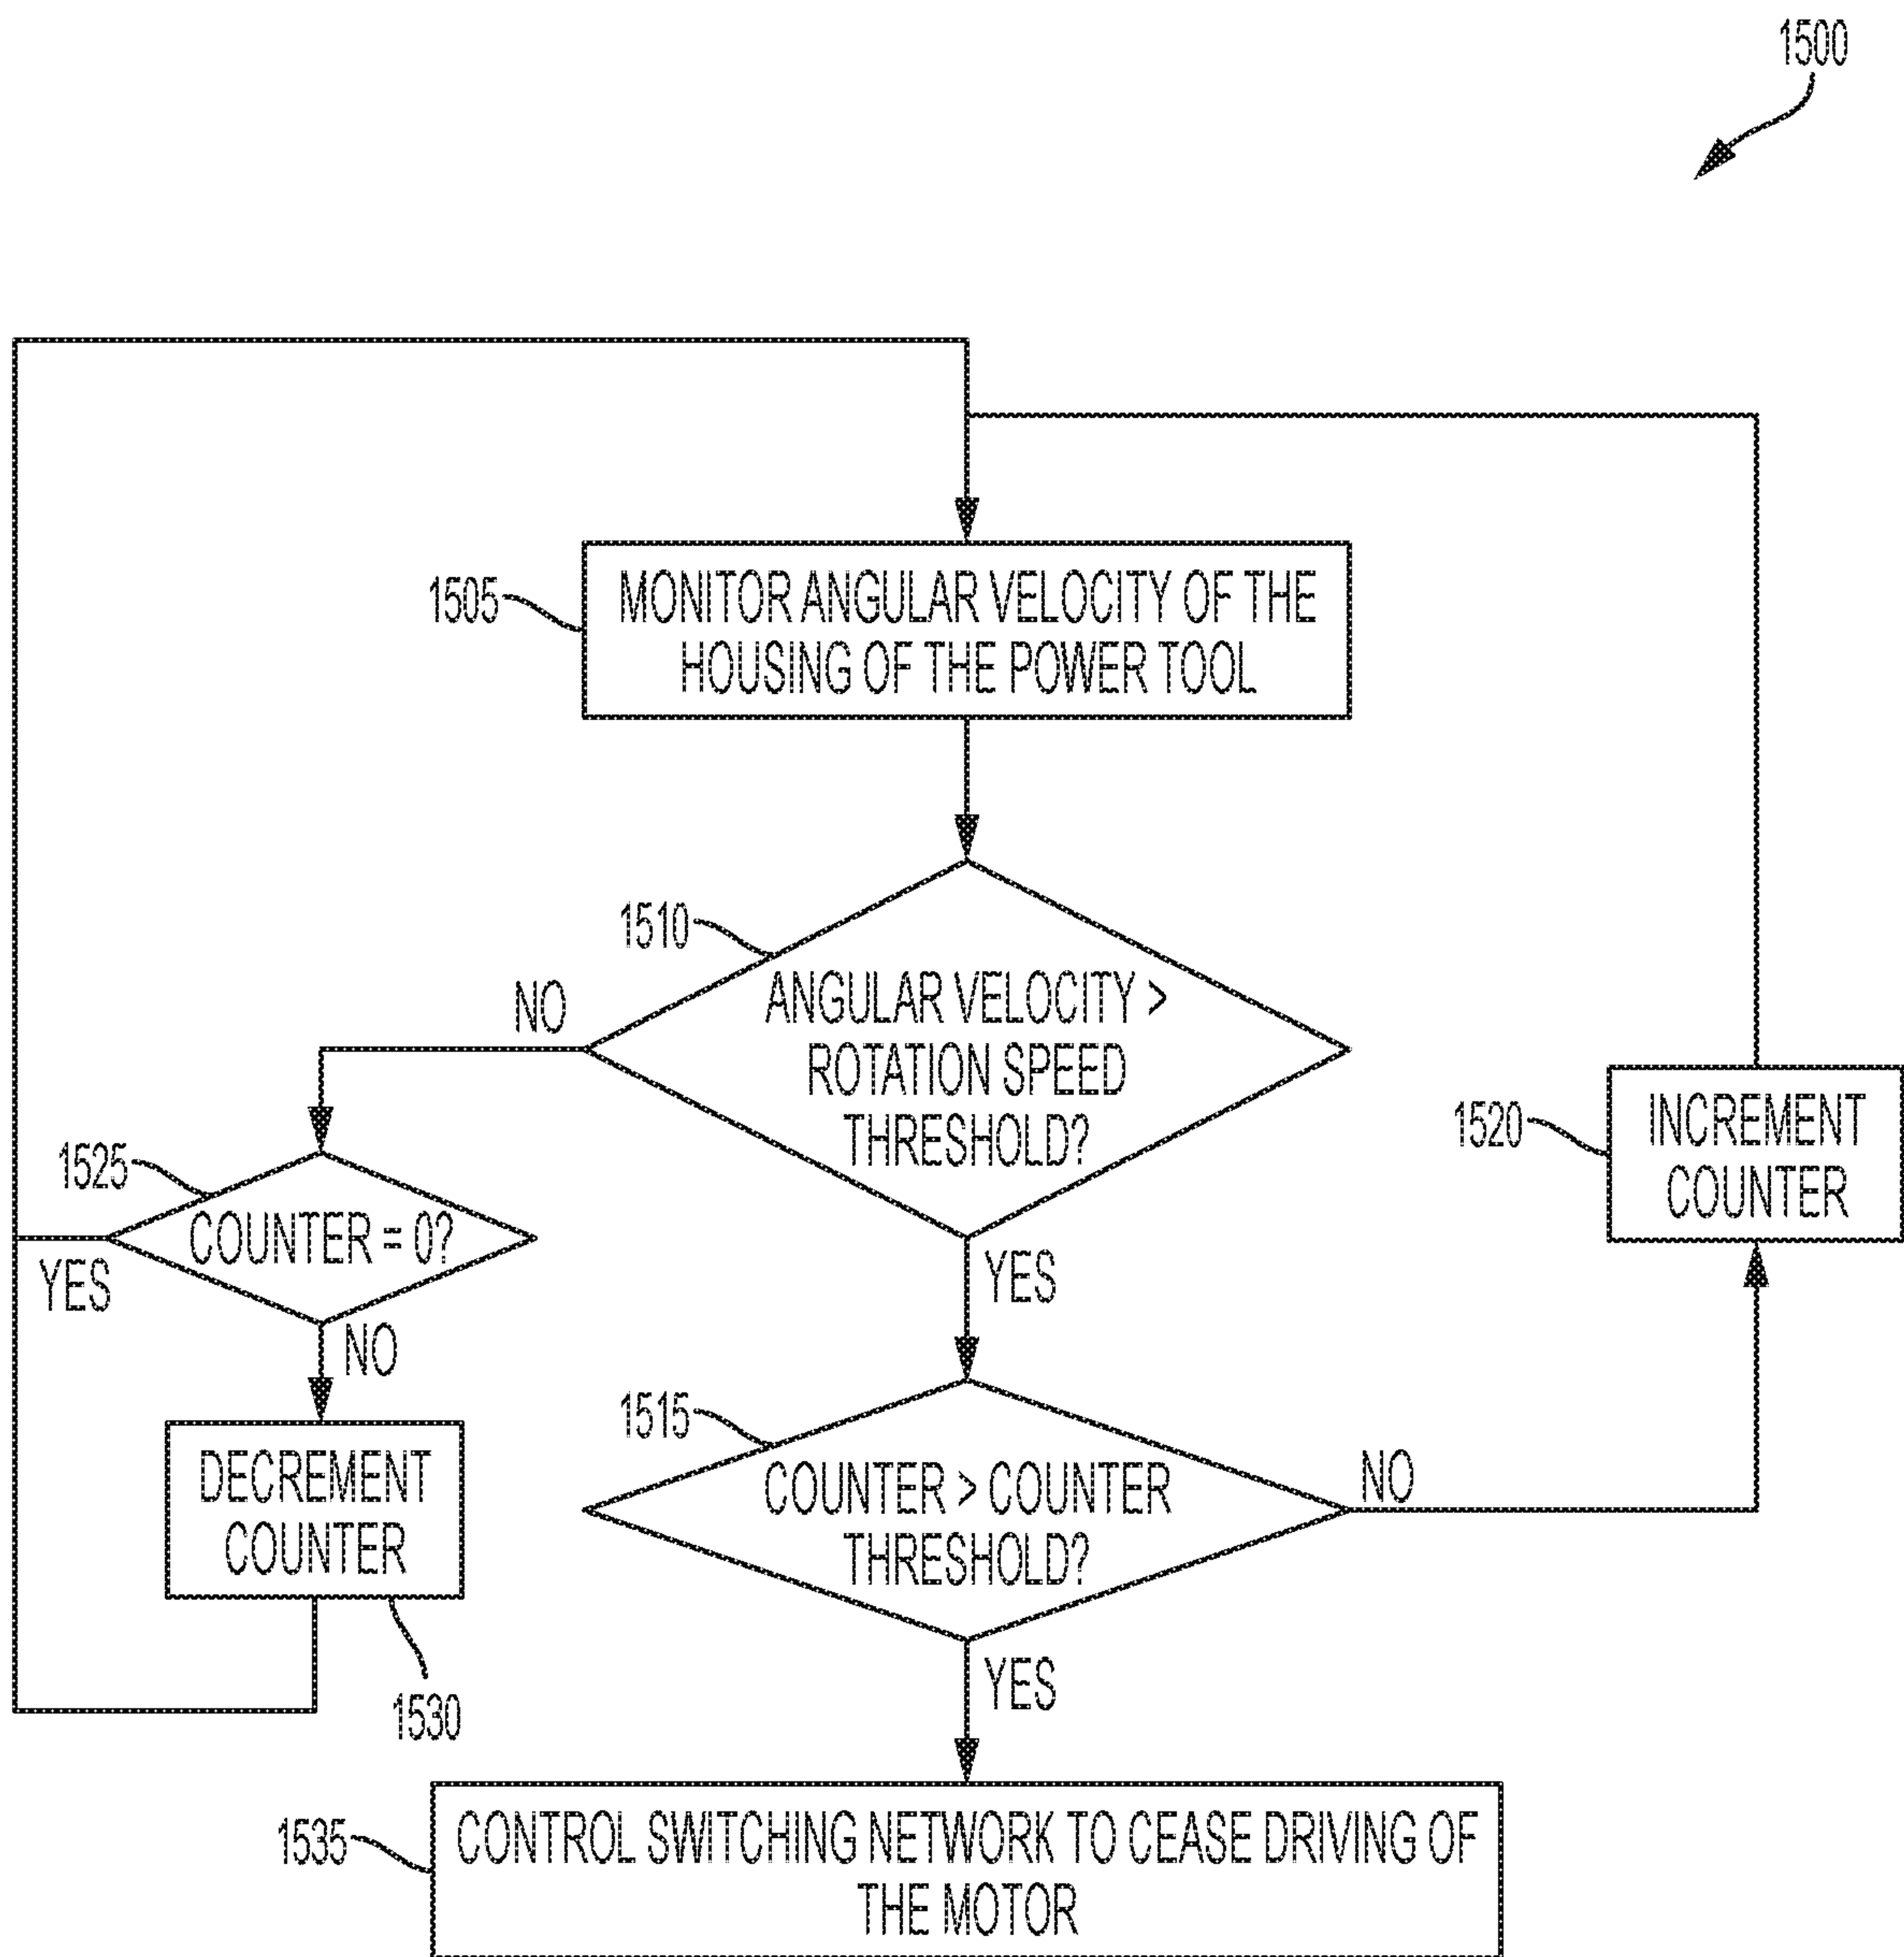 1500
1505
MONITOR ANGULAR VELOCITY OF THE
HOUSING OF THE POWER TOOL
1510
NO
ANGULAR VELOCITY >
ROTATION SPEED
THRESHOLD?
YES
1525
COUNTER = 0?
YES
NO
1520
INCREMENT
COUNTER
DECREMENT
COUNTER
1530
1515
COUNTER > COUNTER
THRESHOLD?
NO
YES
1535
CONTROL SWITCHING NETWORK TO CEASE DRIVING OF
THE MOTOR